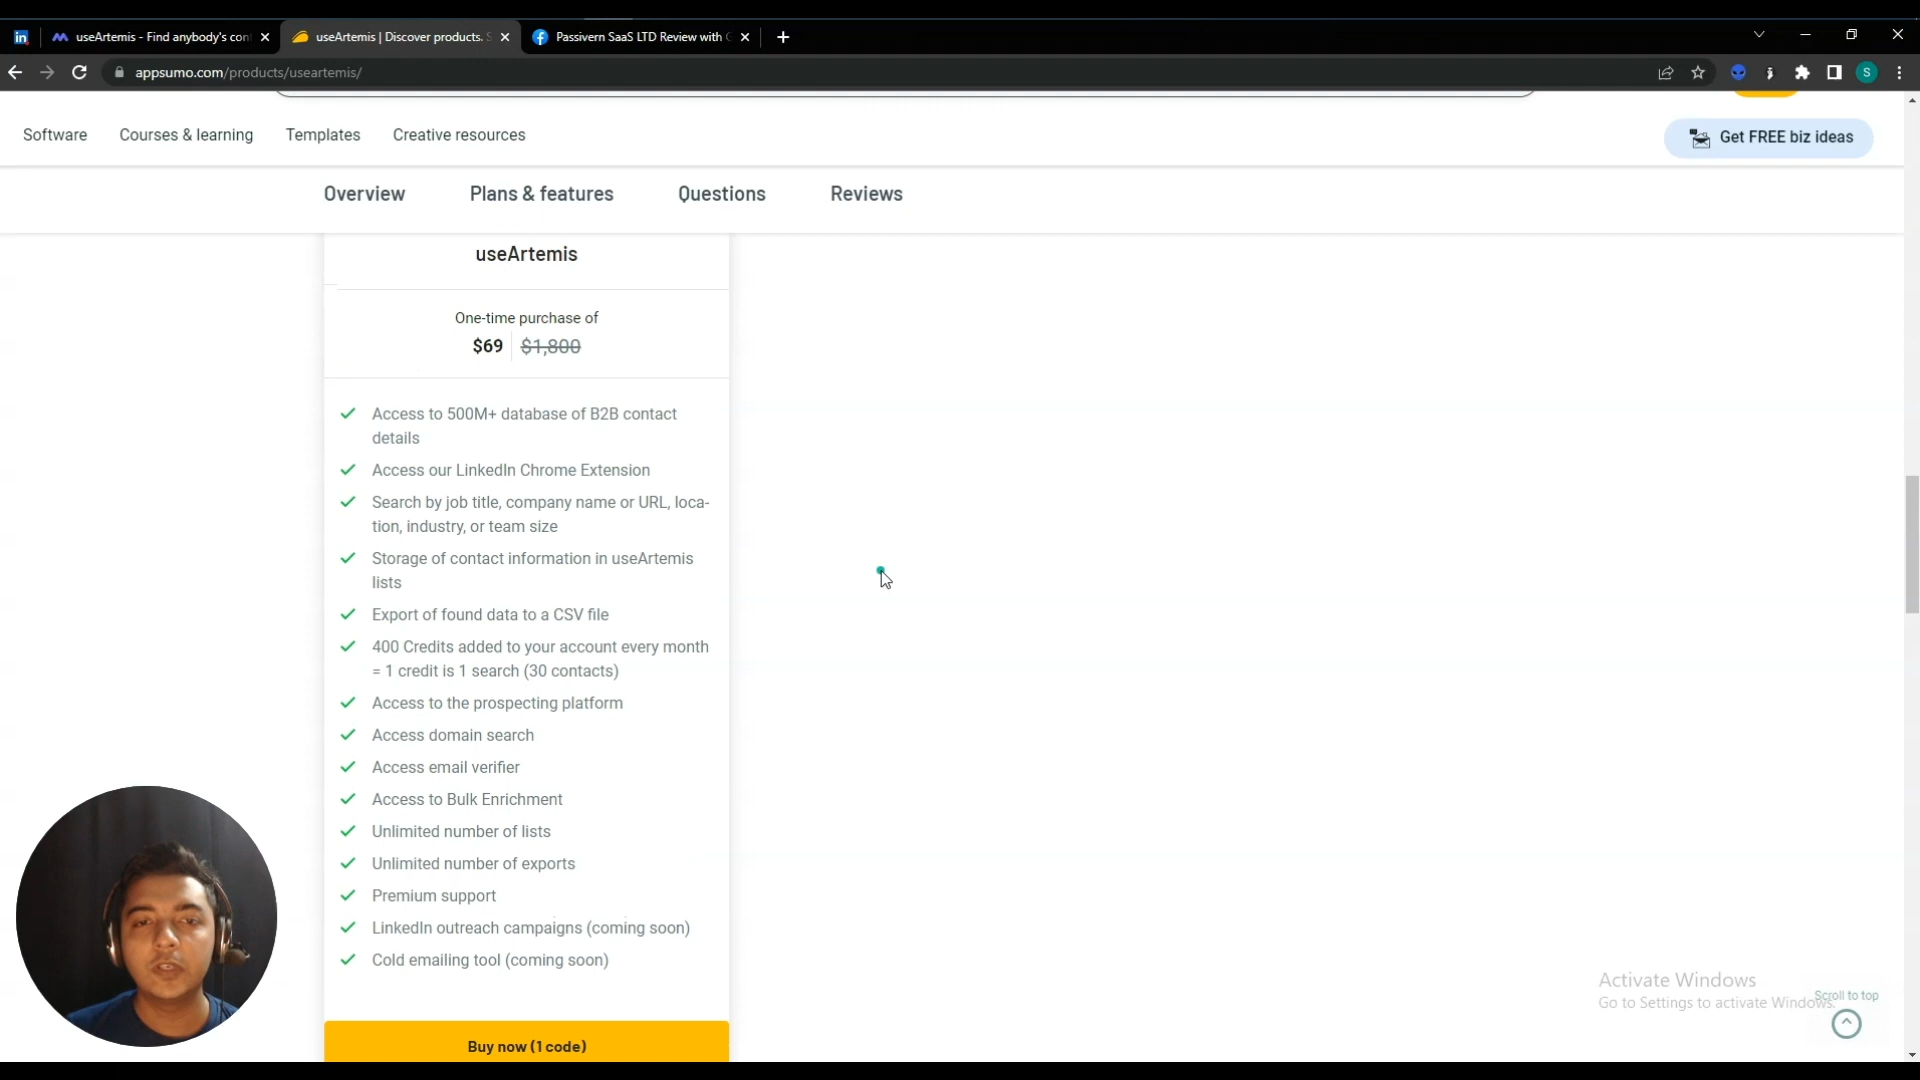 useArtemis - Find anybody's con
useArtemis | Discover products. S
Passivern SaaS LTD Review with
appsumo.com/products/useartemis/
S
Software
Courses & learning
Templates
Creative resources
Get FREE biz ideas
Overview
Plans & features
Questions
Reviews
useArtemis
One-time purchase of
$69 $1,800
Access to 500M+ database of B2B contact
details
Access our LinkedIn Chrome Extension
Search by job title, company name or URL, loca-
tion, industry, or team size
Storage of contact information in useArtemis
lists
Export of found data to a CSV file
400 Credits added to your account every month
= 1 credit is 1 search (30 contacts)
Access to the prospecting platform
Access domain search
Access email verifier
Access to Bulk Enrichment
Unlimited number of lists
Unlimited number of exports
Premium support
LinkedIn outreach campaigns (coming soon)
Cold emailing tool (coming soon)
Buy now (1 code)
Activate Windows
Go to Settings to activate Windows.
Scroll to top